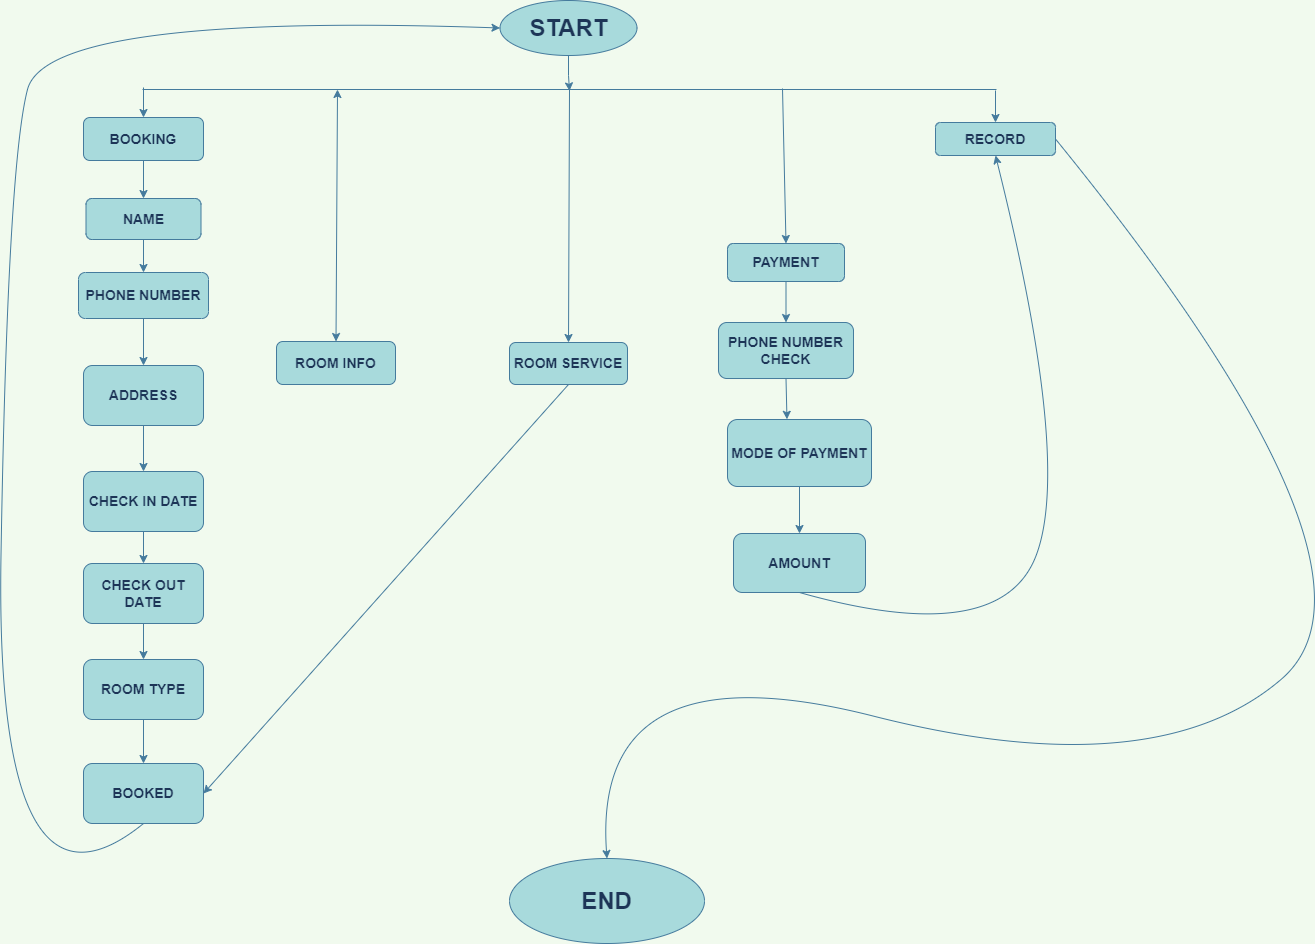 START
BOOKING
NAME
PHONE NUMBER
ADDRESS
CHECK IN DATE
CHECK OUT
DATE
ROOM TYPE
BOOKED
ROOM INFO
ROOM SERVICE
PAYMENT
PHONE NUMBER
CHECK
MODE OF PAYMENT
AMOUNT
RECORD
END